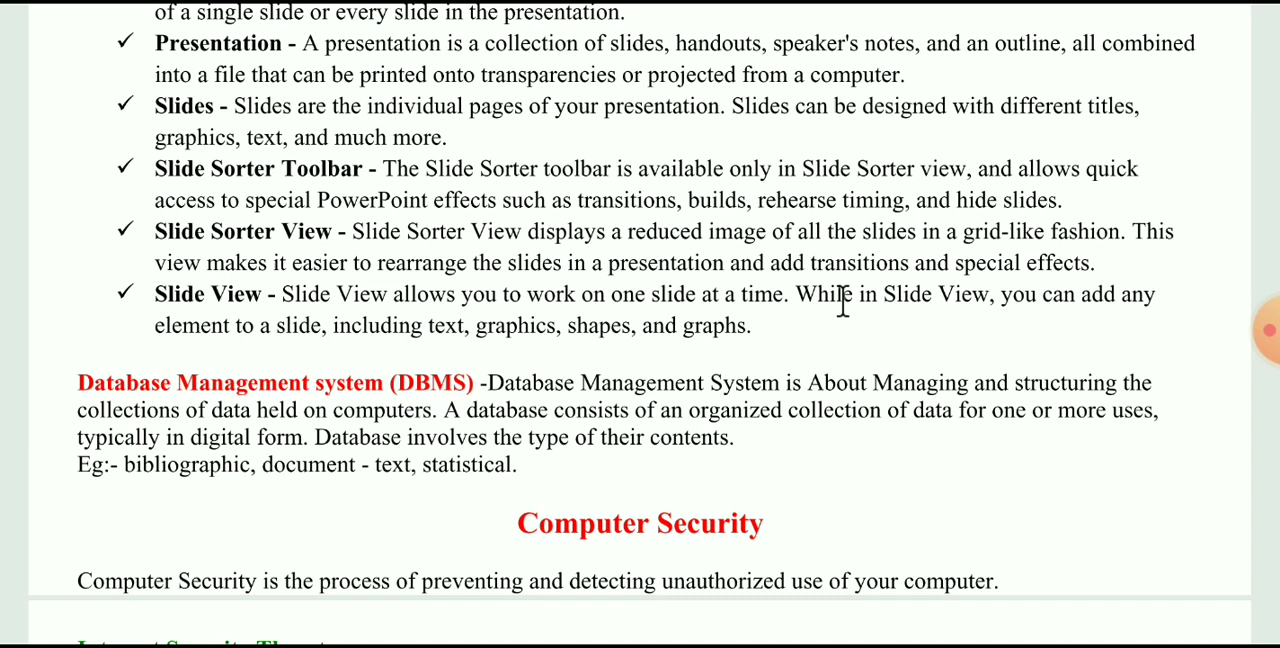 of a single slide or every slide in the presentation.
✓ Presentation - A presentation is a collection of slides, handouts, speaker's notes, and an outline, all combined
into a file that can be printed onto transparencies or projected from a computer.
✓ Slides - Slides are the individual pages of your presentation. Slides can be designed with different titles,
graphics, text, and much more.
✓ Slide Sorter Toolbar - The Slide Sorter toolbar is available only in Slide Sorter view, and allows quick
access to special PowerPoint effects such as transitions, builds, rehearse timing, and hide slides.
✓ Slide Sorter View - Slide Sorter View displays a reduced image of all the slides in a grid-like fashion. This
view makes it easier to rearrange the slides in a presentation and add transitions and special effects.
✓ Slide View - Slide View allows you to work on one slide at a time. While in Slide View, you can add any
element to a slide, including text, graphics, shapes, and graphs.
Database Management system (DBMS) -Database Management System is About Managing and structuring the
collections of data held on computers. A database consists of an organized collection of data for one or more uses,
typically in digital form. Database involves the type of their contents.
Eg:- bibliographic, document - text, statistical.
Computer Security
Computer Security is the process of preventing and detecting unauthorized use of your computer.